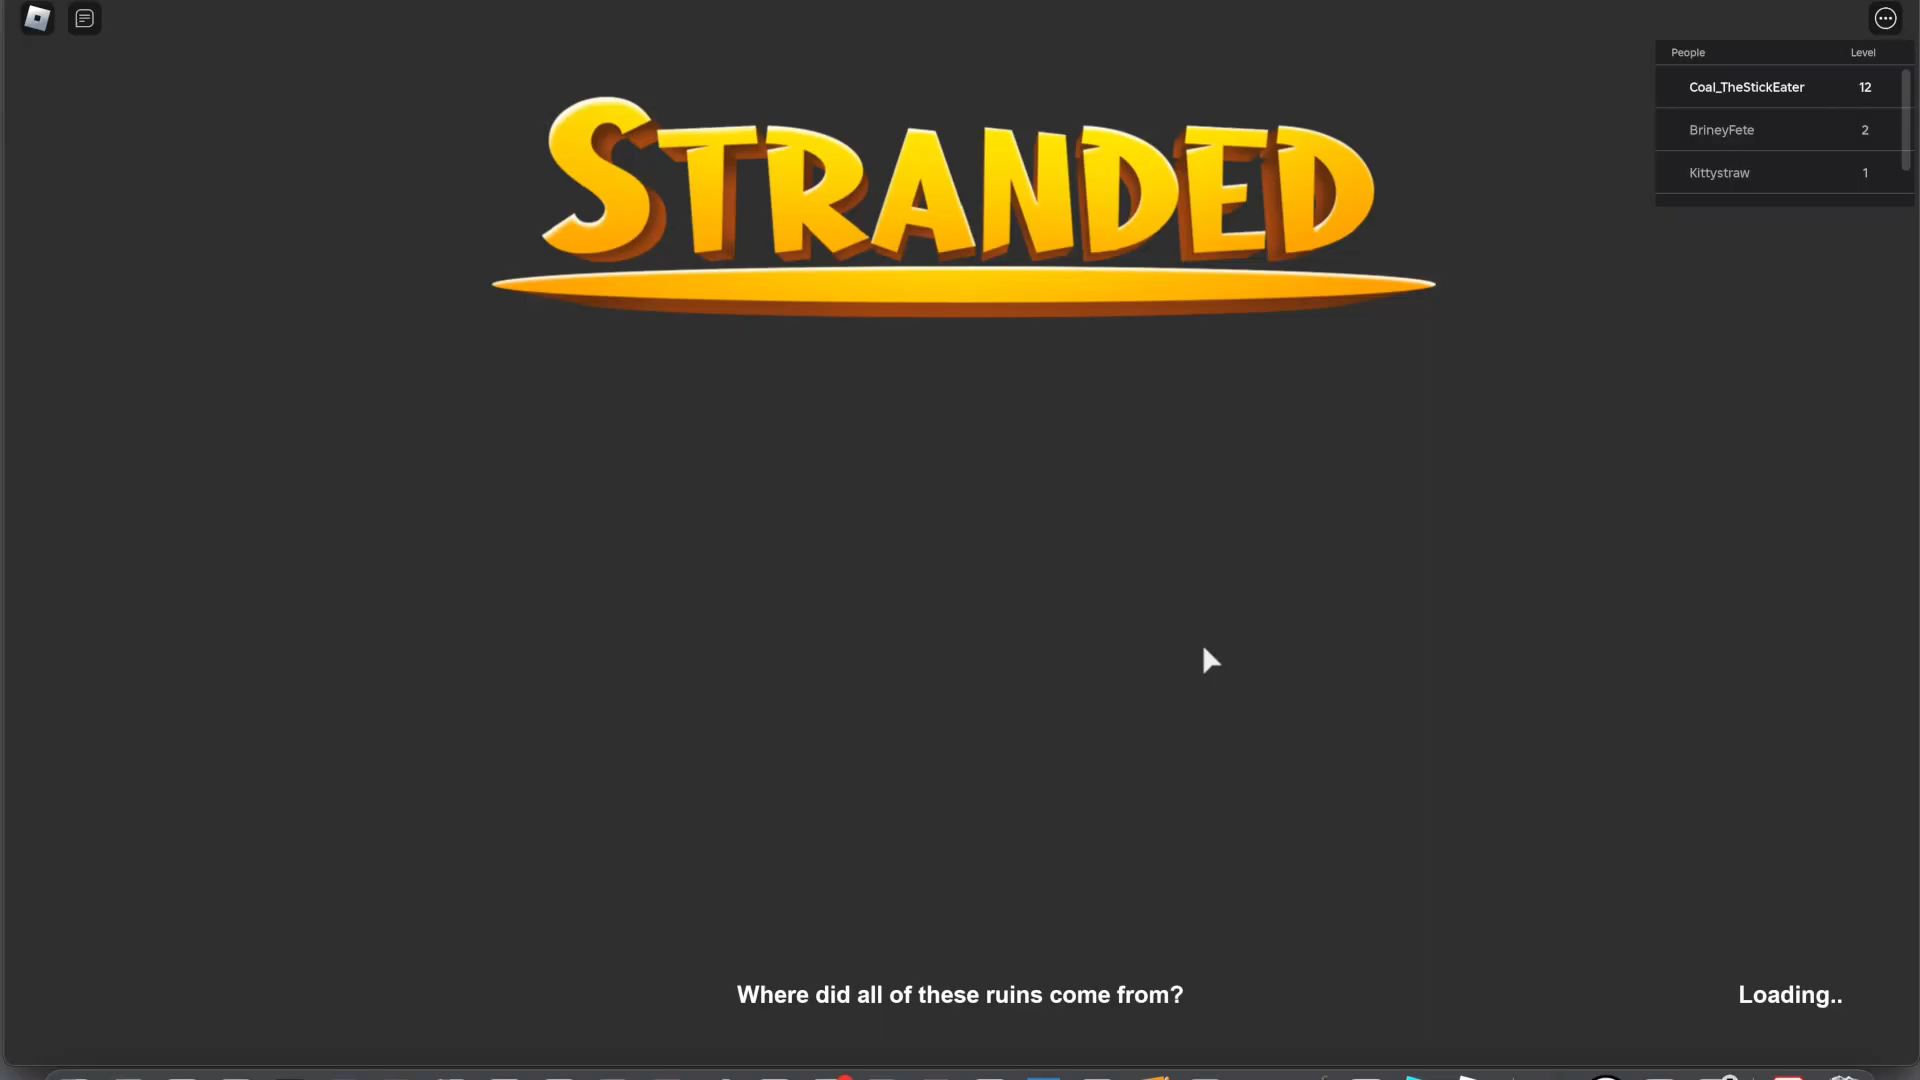 People Level
Coal_TheStickEater 12
BrineyFete 2
Kittystraw 1
STRANDED
Where did all of these ruins come from?
Loading..